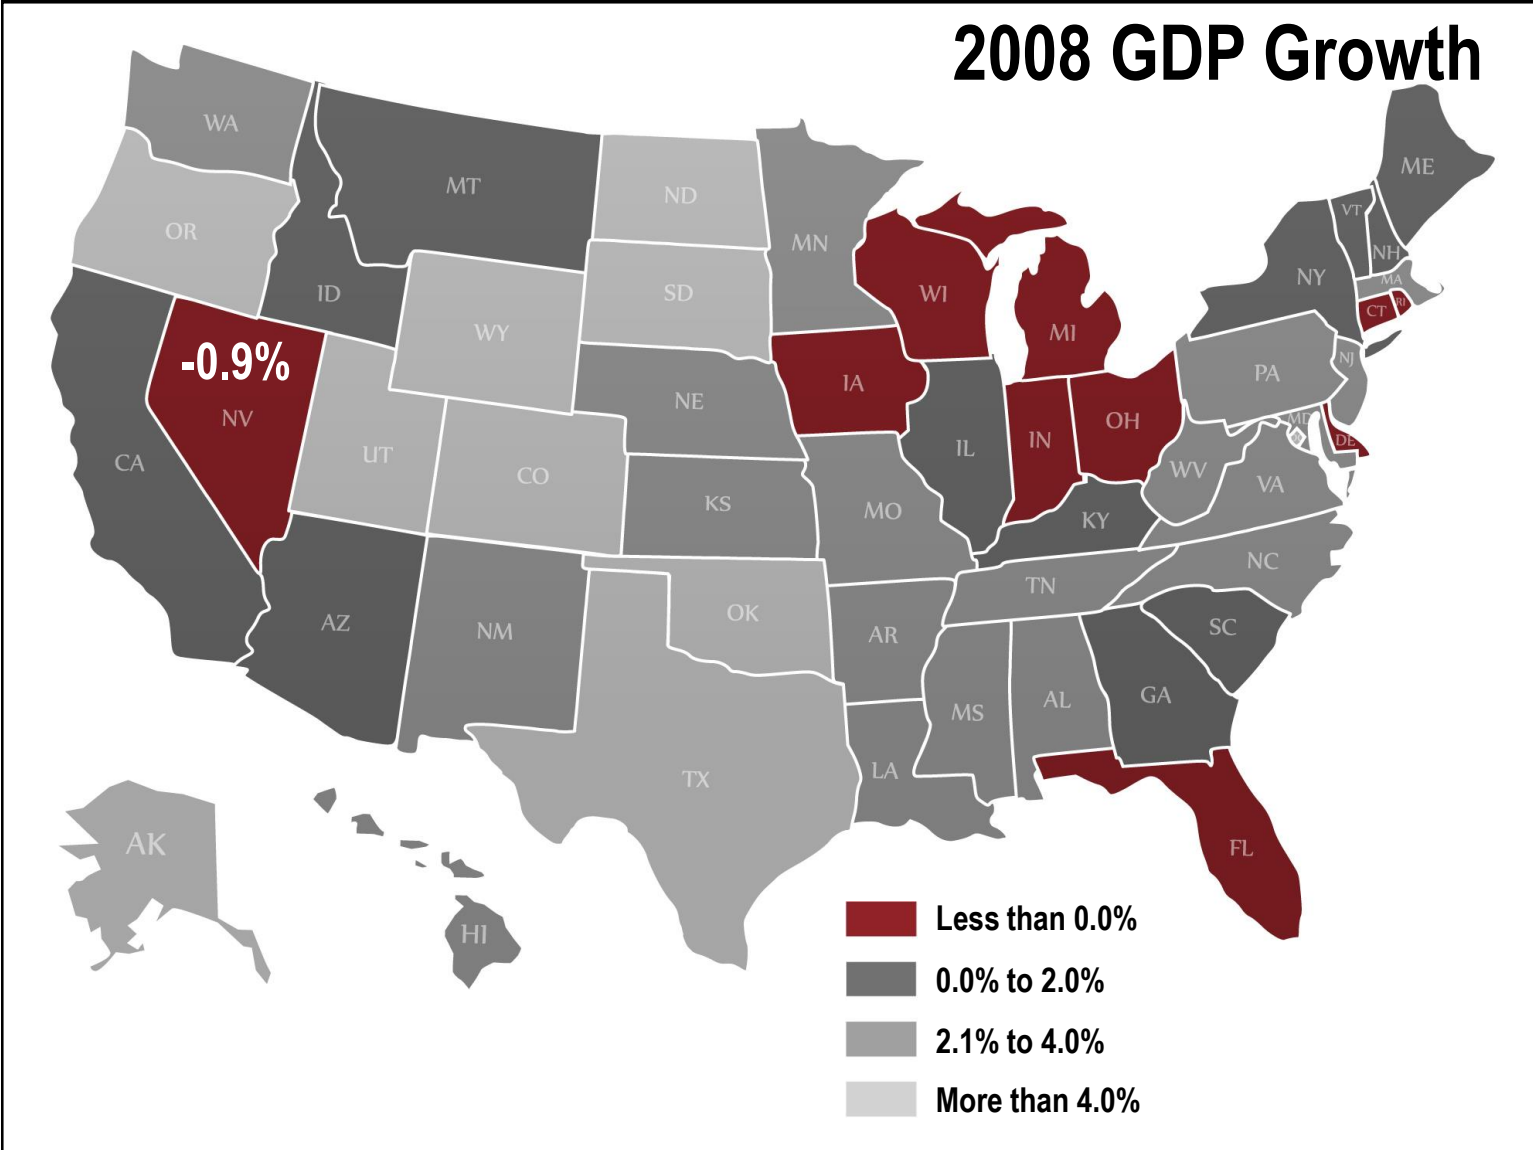 2008 GDP Growth
WA
MT
ND
ME
OR
MN
VT
NH
ID
SD
WI
NY
MA
WY
MI
CT
RI
-0.9%
NV
IA
PA
NJ
NE
UT
CA
CO
IL
IN
OH
MD
DE
WV
VA
KS
MO
KY
AZ
NM
OK
AR
TN
NC
SC
MS
AL
GA
TX
LA
AK
HI
FL
Less than 0.0%
0.0% to 2.0%
2.1% to 4.0%
More than 4.0%